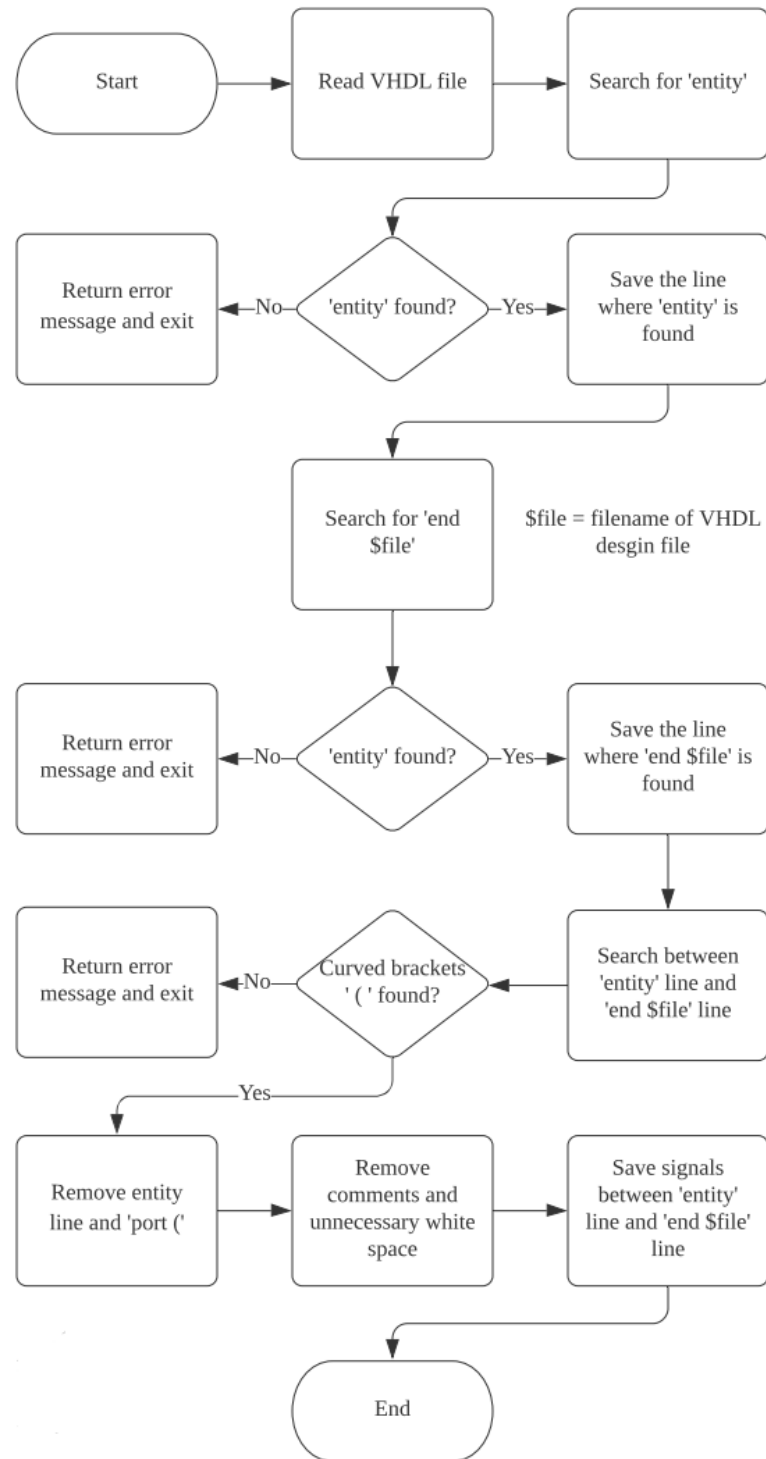 Start
Read VHDL file
Search for 'entity'
Return error
message and exit
No
'entity' found?
Yes
Save the line
where 'entity' is
found
Search for 'end
$file'
$file = filename of VHDL
desgin file
Return error
message and exit
No
'entity' found?
Yes
Save the line
where 'end $file' is
found
Return error
message and exit
No
Curved brackets
' ( ' found?
Search between
'entity' line and
'end $file' line
Yes
Remove entity
line and 'port ('
Remove
comments and
unnecessary white
space
Save signals
between 'entity'
line and 'end $file'
line
End